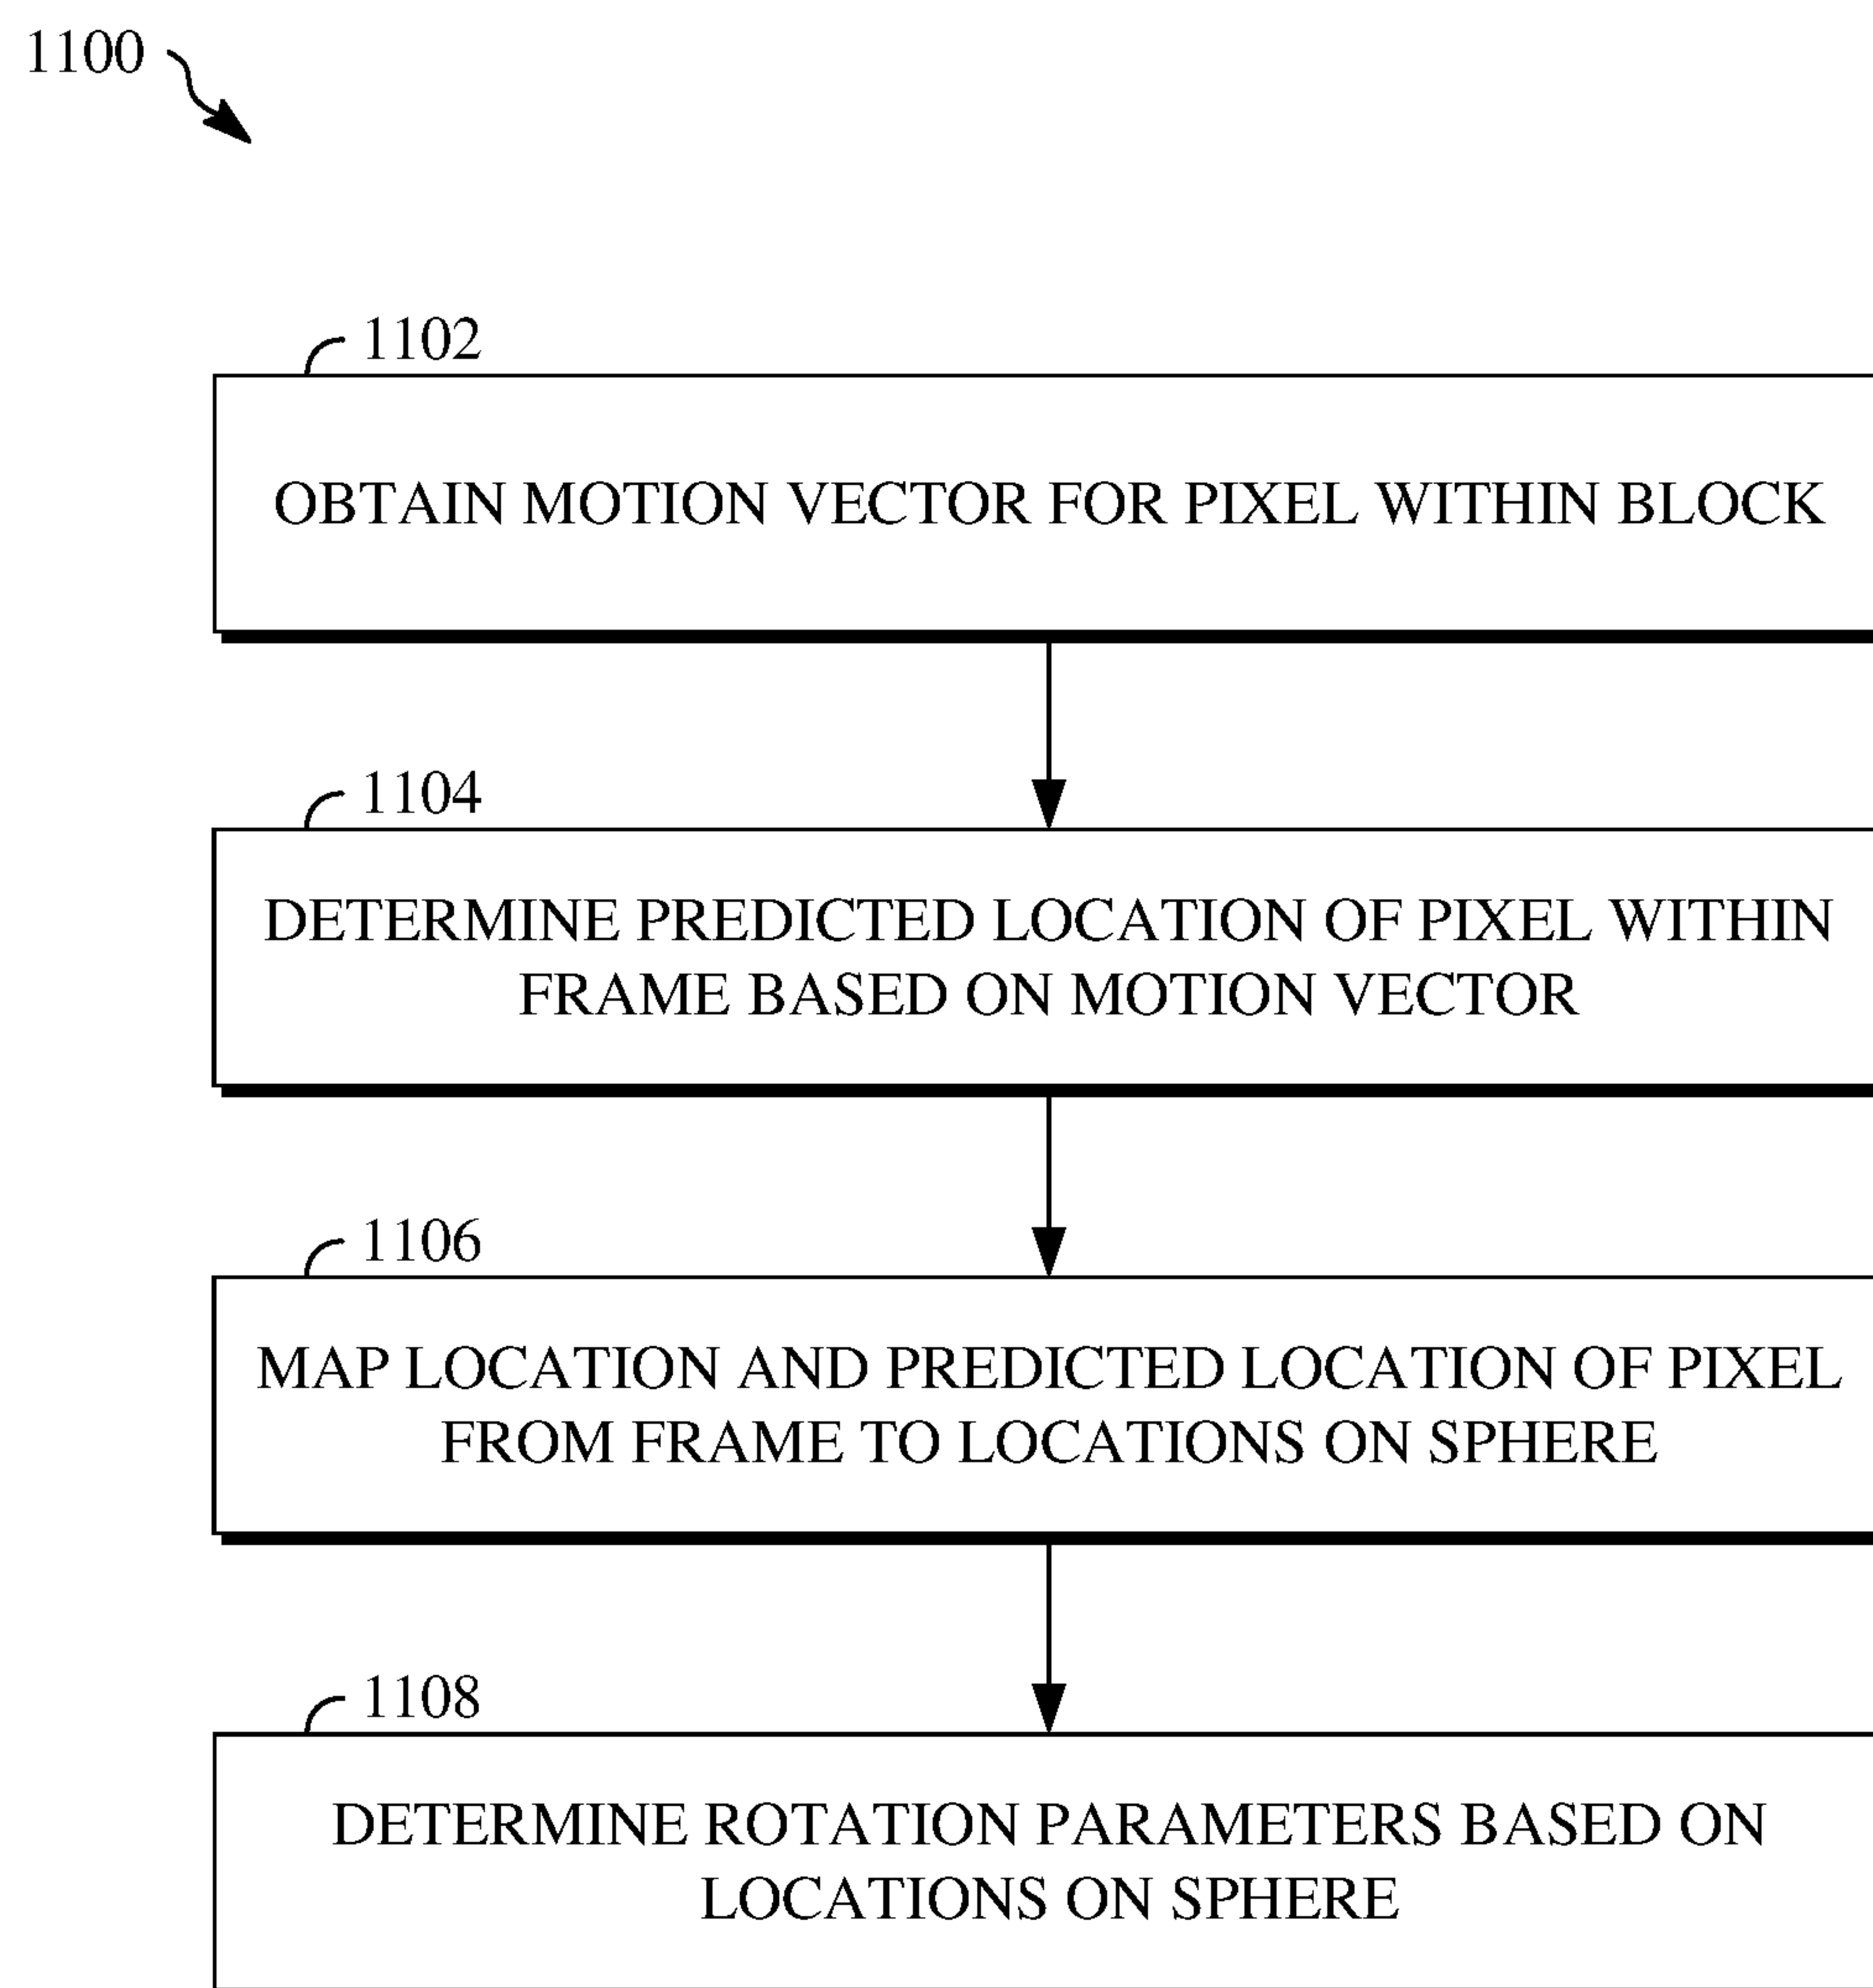 1100
1102
OBTAIN MOTION VECTOR FOR PIXEL WITHIN BLOCK
1104
DETERMINE PREDICTED LOCATION OF PIXEL WITHIN
FRAME BASED ON MOTION VECTOR
1106
MAP LOCATION AND PREDICTED LOCATION OF PIXEL
FROM FRAME TO LOCATIONS ON SPHERE
1108
DETERMINE ROTATION PARAMETERS BASED ON
LOCATIONS ON SPHERE